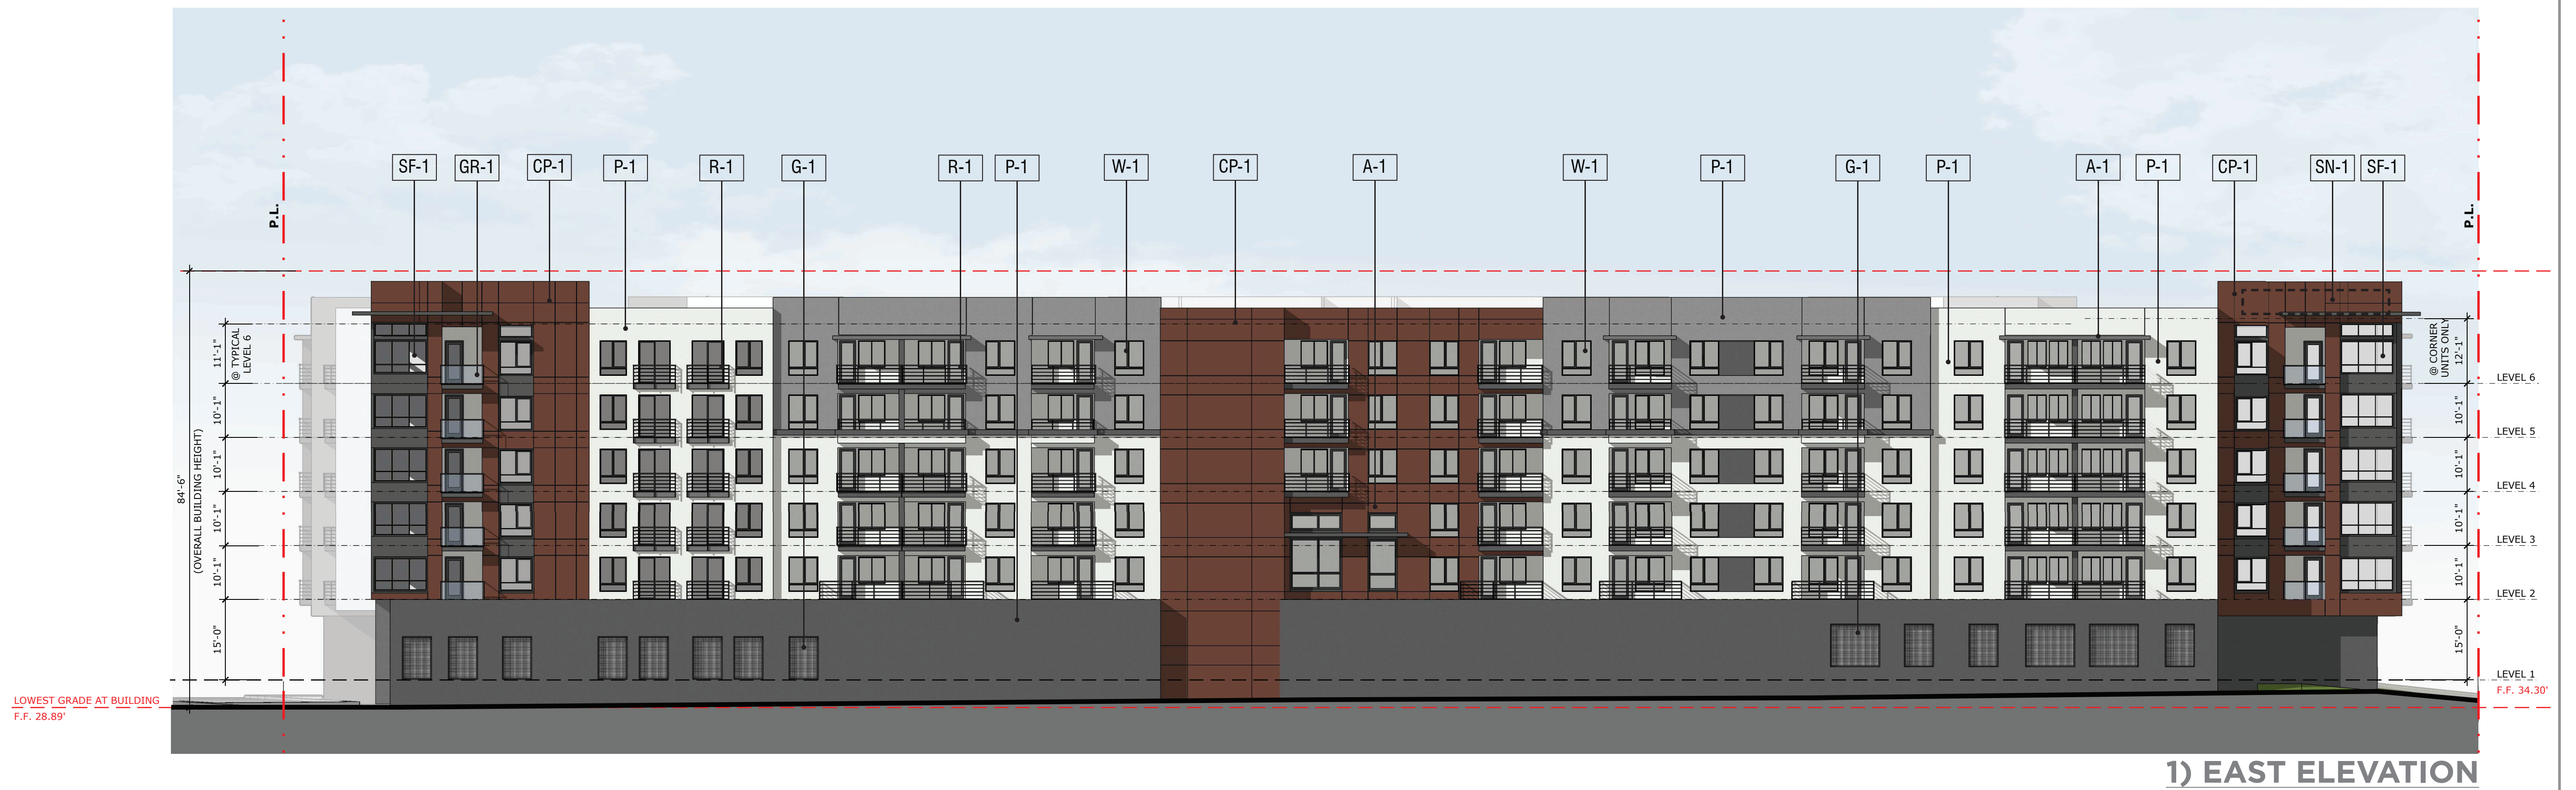 SF-1 GR-1 CP-1 P-1 R-1 G-1 R-1 P-1 W-1 CP-1 A-1 W-1 P-1 G-1 P-1 A-1 P-1 CP-1 SN-1 SF-1
P.L.
P.L.
84'-6"
(OVERALL BUILDING HEIGHT)
11'-1"
@ TYPICAL
LEVEL 6
10'-1"
10'-1"
10'-1"
10'-1"
15'-0"
@ CORNER
UNITS ONLY
12'-1"
LEVEL 6
10'-1"
LEVEL 5
10'-1"
LEVEL 4
10'-1"
LEVEL 3
10'-1"
LEVEL 2
15'-0"
LEVEL 1
F.F. 34.30'
LOWEST GRADE AT BUILDING
F.F. 28.89'
1) EAST ELEVATION